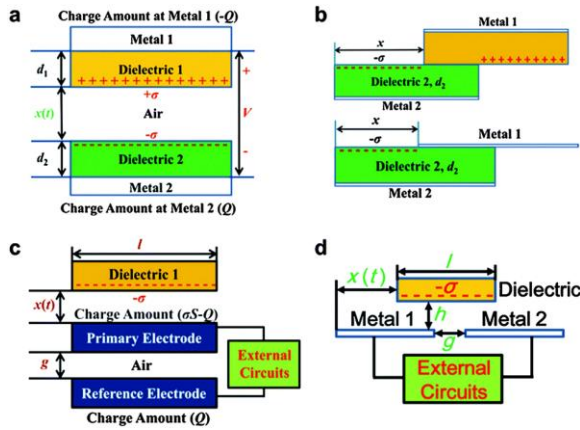 a
Charge Amount at Metal 1 (-Q)
Metal 1
d1
Dielectric 1
+ + + + + + + + + + + + +
+σ
x(t)
Air
-σ
+
V
-
d2
Dielectric 2
Metal 2
Charge Amount at Metal 2 (Q)
b
Metal 1
x
-σ
+++++++++
Dielectric 2, d2
Metal 2
x
-σ
Metal 1
Dielectric 2, d2
Metal 2
c
l
Dielectric 1
x(t)
-σ
Charge Amount (σS-Q)
Primary Electrode
g
Air
External
Circuits
Reference Electrode
Charge Amount (Q)
d
l
x(t)
-σ
Dielectric
h
Metal 1
Metal 2
g
External
Circuits